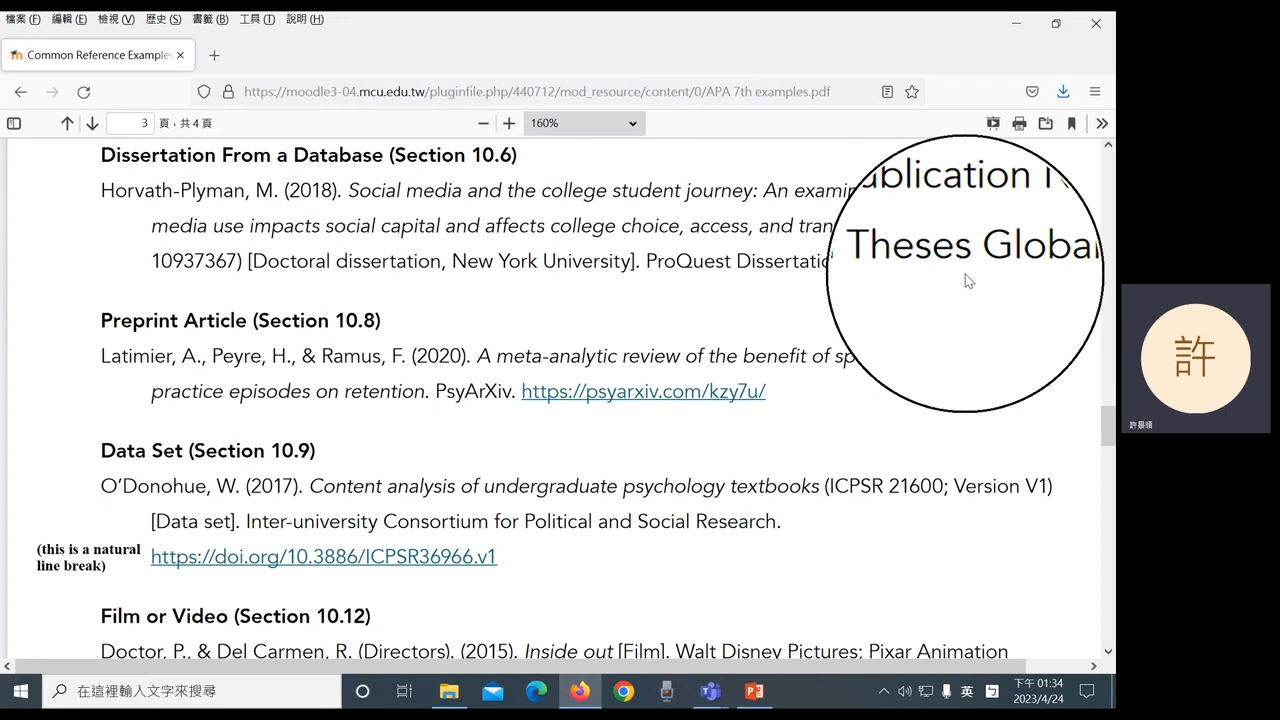 檔案 (F) 編輯 (E) 檢視 (V) 歷史 (S) 書籤 (B) 工具 (T) 說明 (H)
Common Reference Examples
https://moodle3-04.mcu.edu.tw/pluginfile.php/440712/mod_resource/content/0/APA 7th examples.pdf
3 頁，共 4 頁 160%
Dissertation From a Database (Section 10.6)
Horvath-Plyman, M. (2018). Social media and the college student journey: An
media use impacts social capital and affects college choice, access, and
10937367) [Doctoral dissertation, New York University]. ProQuest
Theses Global
Preprint Article (Section 10.8)
Latimier, A., Peyre, H., & Ramus, F. (2020). A meta-analytic review of the benefit of
practice episodes on retention. PsyArXiv. https://psyarxiv.com/kzy7u/
Data Set (Section 10.9)
O’Donohue, W. (2017). Content analysis of undergraduate psychology textbooks (ICPSR 21600; Version V1)
[Data set]. Inter-university Consortium for Political and Social Research.
(this is a natural
line break)
https://doi.org/10.3886/ICPSR36966.v1
Film or Video (Section 10.12)
Doctor, P., & Del Carmen, R. (Directors). (2015). Inside out [Film]. Walt Disney Pictures; Pixar Animation
許
許景順
在這裡輸入文字來搜尋
英
下午 01:34
2023/4/24